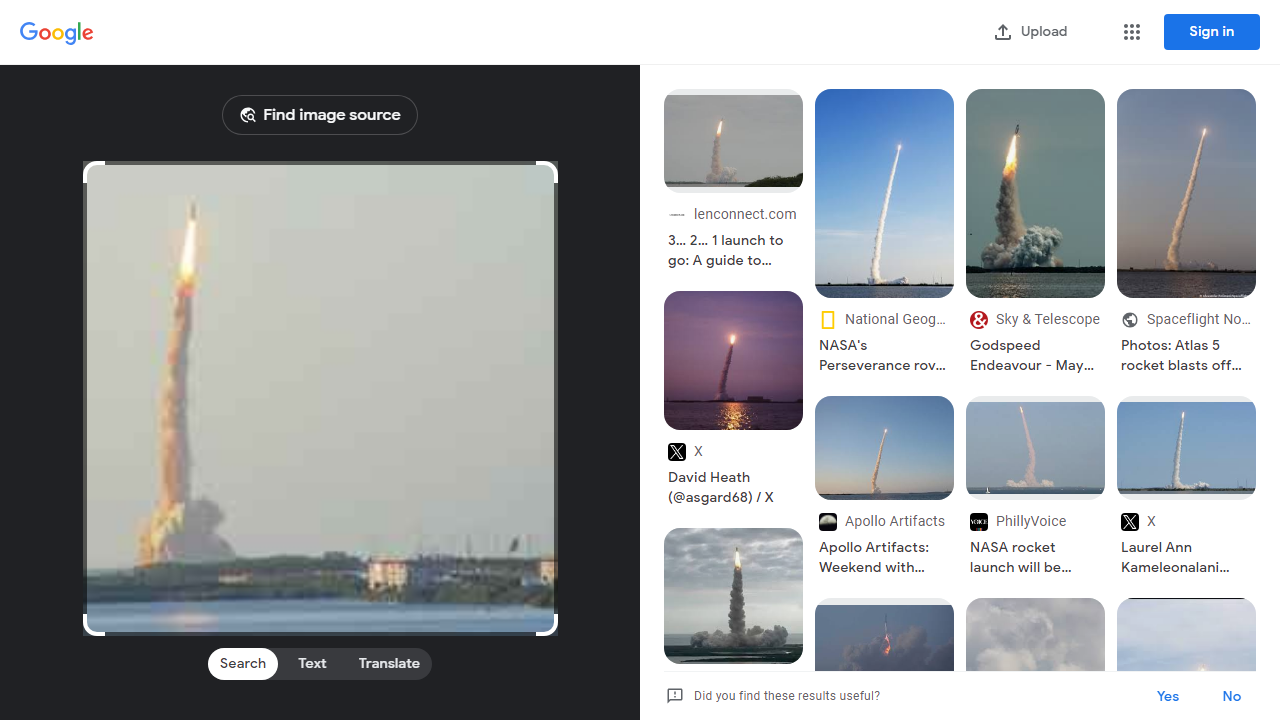 Google
Upload
Sign in
Find image source
Search
Text
Translate
lenconnect.com
3... 2... 1 launch to
go: A guide to...
X
David Heath
(@asgard68) / X
National Geog...
NASA's
Perseverance rov...
Apollo Artifacts
Apollo Artifacts:
Weekend with...
Sky & Telescope
Godspeed
Endeavour - May...
VOICE
PhillyVoice
NASA rocket
launch will be...
Spaceflight No...
Photos: Atlas 5
rocket blasts off...
X
Laurel Ann
Kameleonalani...
Did you find these results useful?
Yes
No